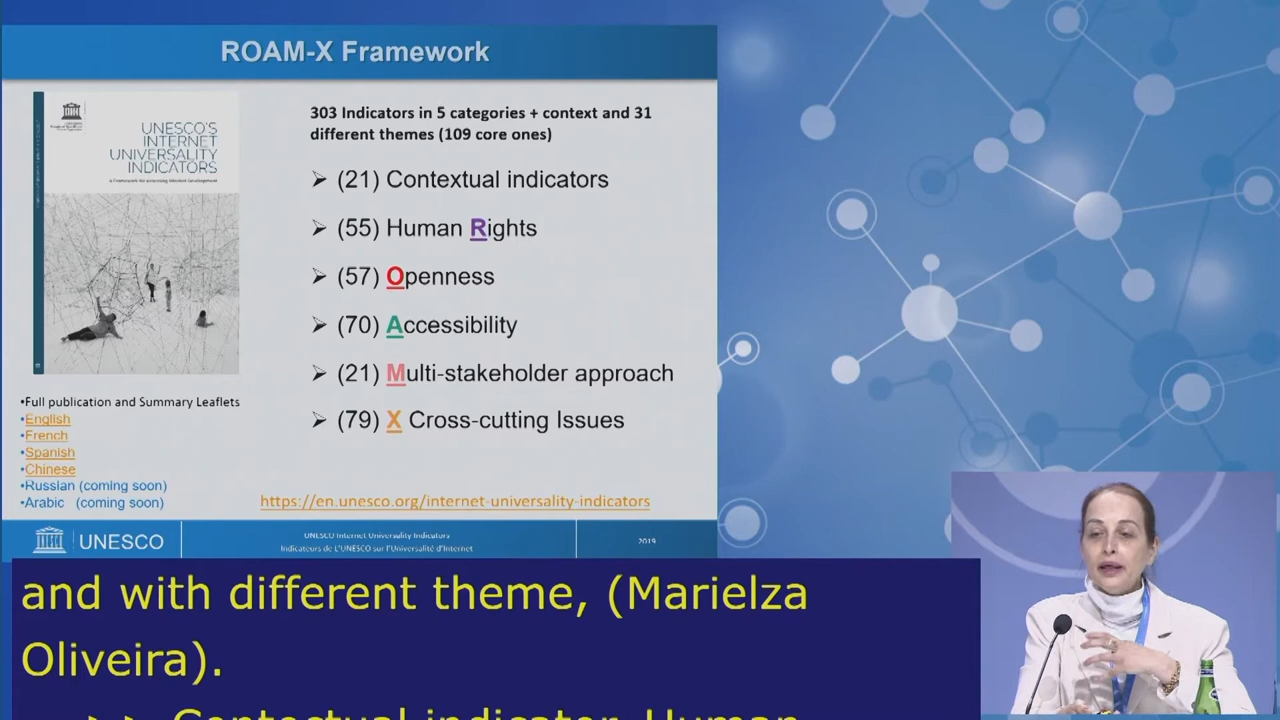 ROAM-X Framework
UNESCO'S
INTERNET
UNIVERSALITY
INDICATORS
303 Indicators in 5 categories + context and 31
different themes (109 core ones)
➢ (21) Contextual indicators
➢ (55) Human Rights
➢ (57) Openness
➢ (70) Accessibility
➢ (21) Multi-stakeholder approach
➢ (79) X Cross-cutting Issues
•Full publication and Summary Leaflets
•English
•French
•Spanish
•Chinese
•Russian (coming soon)
•Arabic (coming soon)
https://en.unesco.org/internet-universality-indicators
UNESCO
UNESCO Internet Universality Indicators
Indicateurs de L'UNESCO sur l'Universalité d'Internet
2019
and with different theme, (Marielza
Oliveira).
>> Contextual indicator, Human